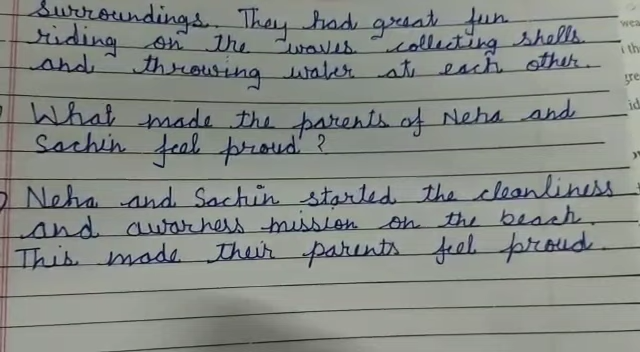 surroundings. They had great fun
riding on the waves collecting shells
and throwing water at each other.
What made the parents of Neha and
Sachin feel proud ?
Neha and Sachin started the cleanliness
and awarness mission on the beach.
This made their parents feel proud.